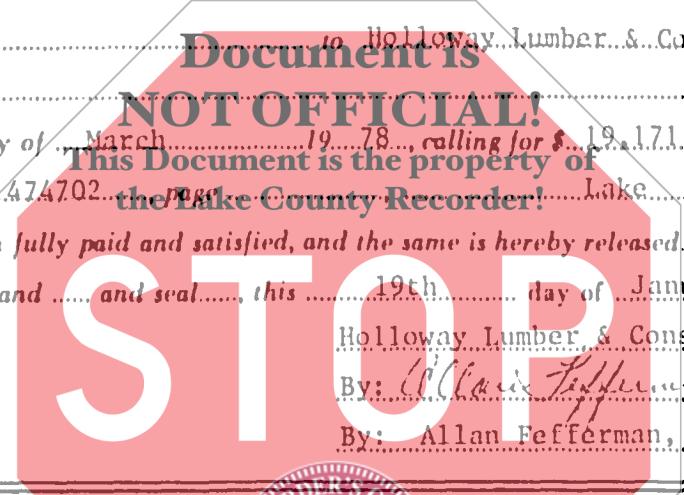 to Holloway Lumber & Co
Document is
NOT OFFICIAL!
y of March 19 78, calling for $ 19,171.
This Document is the property of
474702, page Lake
the Lake County Recorder!
fully paid and satisfied, and the same is hereby released.
and and seal, this 19th day of Janu
STOP
Holloway Lumber & Cons
By:
By: Allan Fefferman,